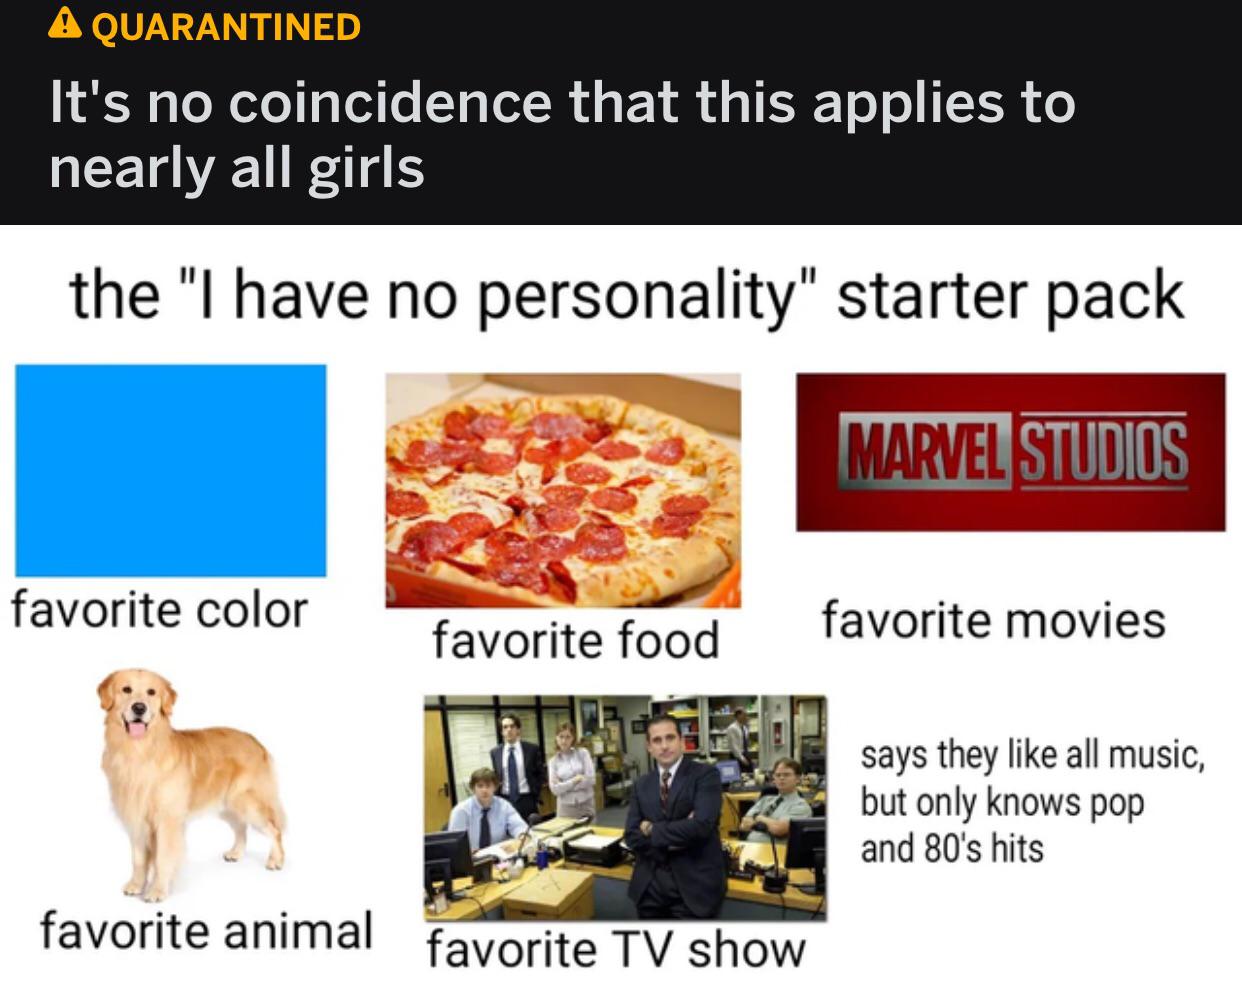 QUARANTINED
It's no coincidence that this applies to
nearly all girls
the "I have no personality" starter pack
MARVEL STUDIOS
favorite color
favorite food
favorite movies
says they like all music,
but only knows pop
and 80's hits
favorite animal
favorite TV show